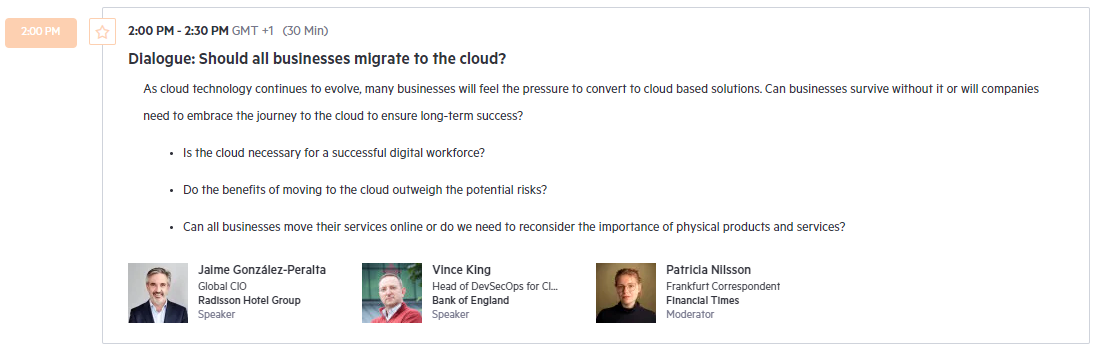 2:00 PM
2:00 PM - 2:30 PM GMT +1 (30 Min)
Dialogue: Should all businesses migrate to the cloud?
As cloud technology continues to evolve, many businesses will feel the pressure to convert to cloud based solutions. Can businesses survive without it or will companies
need to embrace the journey to the cloud to ensure long-term success?
• Is the cloud necessary for a successful digital workforce?
• Do the benefits of moving to the cloud outweigh the potential risks?
• Can all businesses move their services online or do we need to reconsider the importance of physical products and services?
Jaime González-Peralta
Global CIO
Radisson Hotel Group
Speaker
Vince King
Head of DevSecOps for Cl...
Bank of England
Speaker
Patricia Nilsson
Frankfurt Correspondent
Financial Times
Moderator